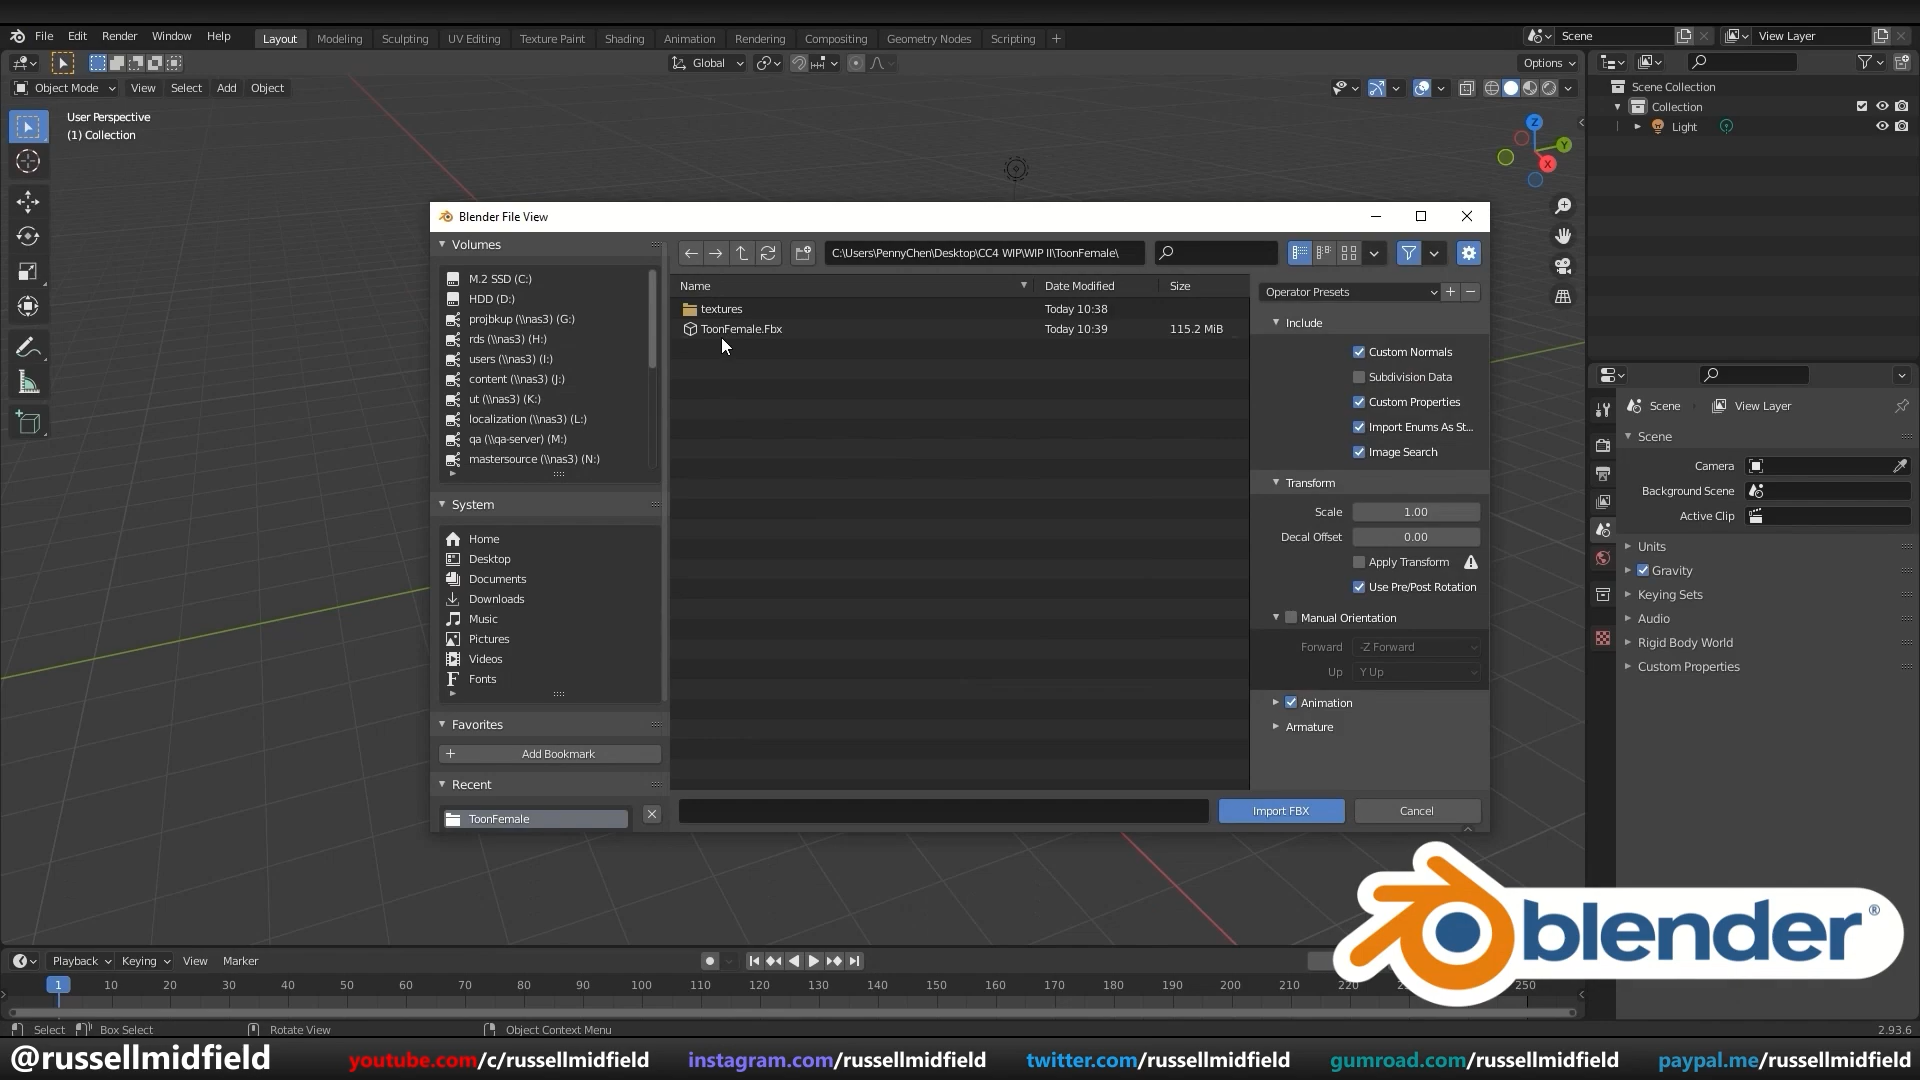 File Edit Render Window Help Layout Modeling Sculpting UV Editing Texture Paint Shading Animation Rendering Compositing Geometry Nodes Scripting + Scene View Layer
Global Options
Object Mode View Select Add Object
User Perspective
(1) Collection
Z
Y
X
Scene Collection
Collection
Light
Blender File View
Volumes
M.2 SSD (C:)
HDD (D:)
projbkup (\\nas3) (G:)
rds (\\nas3) (H:)
users (\\nas3) (I:)
content (\\nas3) (J:)
ut (\\nas3) (K:)
localization (\\nas3) (L:)
qa (\\qa-server) (M:)
mastersource (\\nas3) (N:)
System
Home
Desktop
Documents
Downloads
Music
Pictures
Videos
Fonts
Favorites
+ Add Bookmark
Recent
ToonFemale
C:\Users\PennyChen\Desktop\CC4 WIP\WIP II\ToonFemale\
Name Date Modified Size
textures Today 10:38
ToonFemale.Fbx Today 10:39 115.2 MiB
Operator Presets
Include
Custom Normals
Subdivision Data
Custom Properties
Import Enums As St...
Image Search
Transform
Scale 1.00
Decal Offset 0.00
Apply Transform
Use Pre/Post Rotation
Manual Orientation
Forward -Z Forward
Up Y Up
Animation
Armature
Import FBX Cancel
Scene View Layer
Scene
Camera
Background Scene
Active Clip
Units
Gravity
Keying Sets
Audio
Rigid Body World
Custom Properties
blender®
Playback Keying View Marker
1 10 20 30 40 50 60 70 80 90 100 110 120 130 140 150 160 170 180 190 200 210 220 250
Select Box Select Rotate View Object Context Menu 2.93.6
@russellmidfield youtube.com/c/russellmidfield instagram.com/russellmidfield twitter.com/russellmidfield gumroad.com/russellmidfield paypal.me/russellmidfield